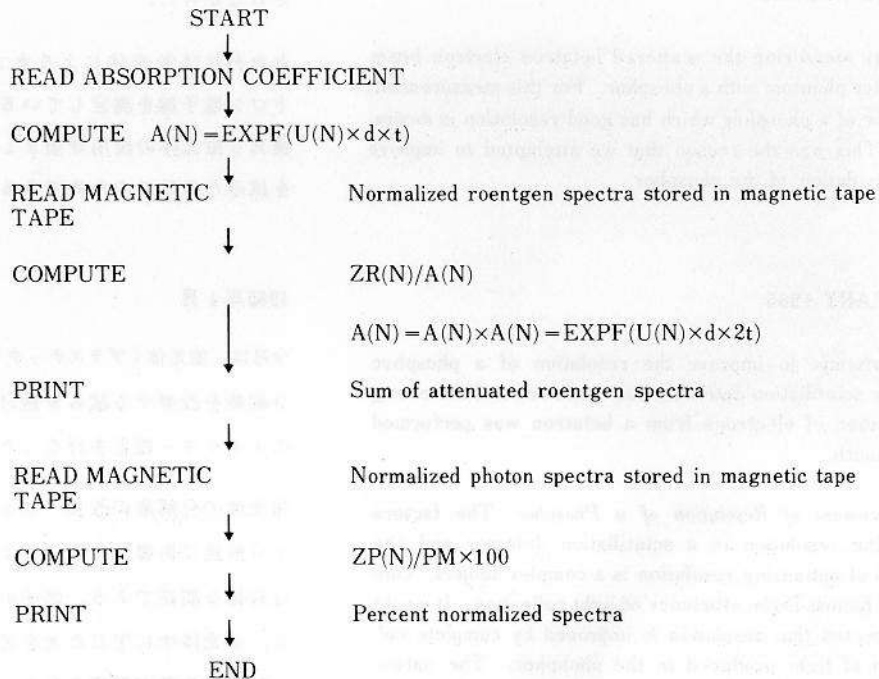 START
READ ABSORPTION COEFFICIENT
COMPUTE A(N)=EXPF(U(N)×d×t)
READ MAGNETIC TAPE
Normalized roentgen spectra stored in magnetic tape
COMPUTE ZR(N)/A(N)
A(N)=A(N)×A(N)=EXPF(U(N)×d×2t)
PRINT Sum of attenuated roentgen spectra
READ MAGNETIC TAPE
Normalized photon spectra stored in magnetic tape
COMPUTE ZP(N)/PM×100
PRINT Percent normalized spectra
END